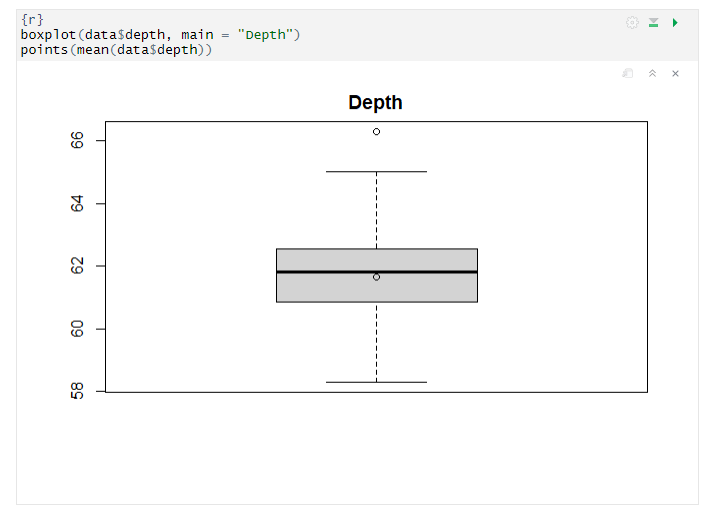 {r}
boxplot(data$depth, main = "Depth")
points(mean(data$depth))
Depth
66
64
62
60
58